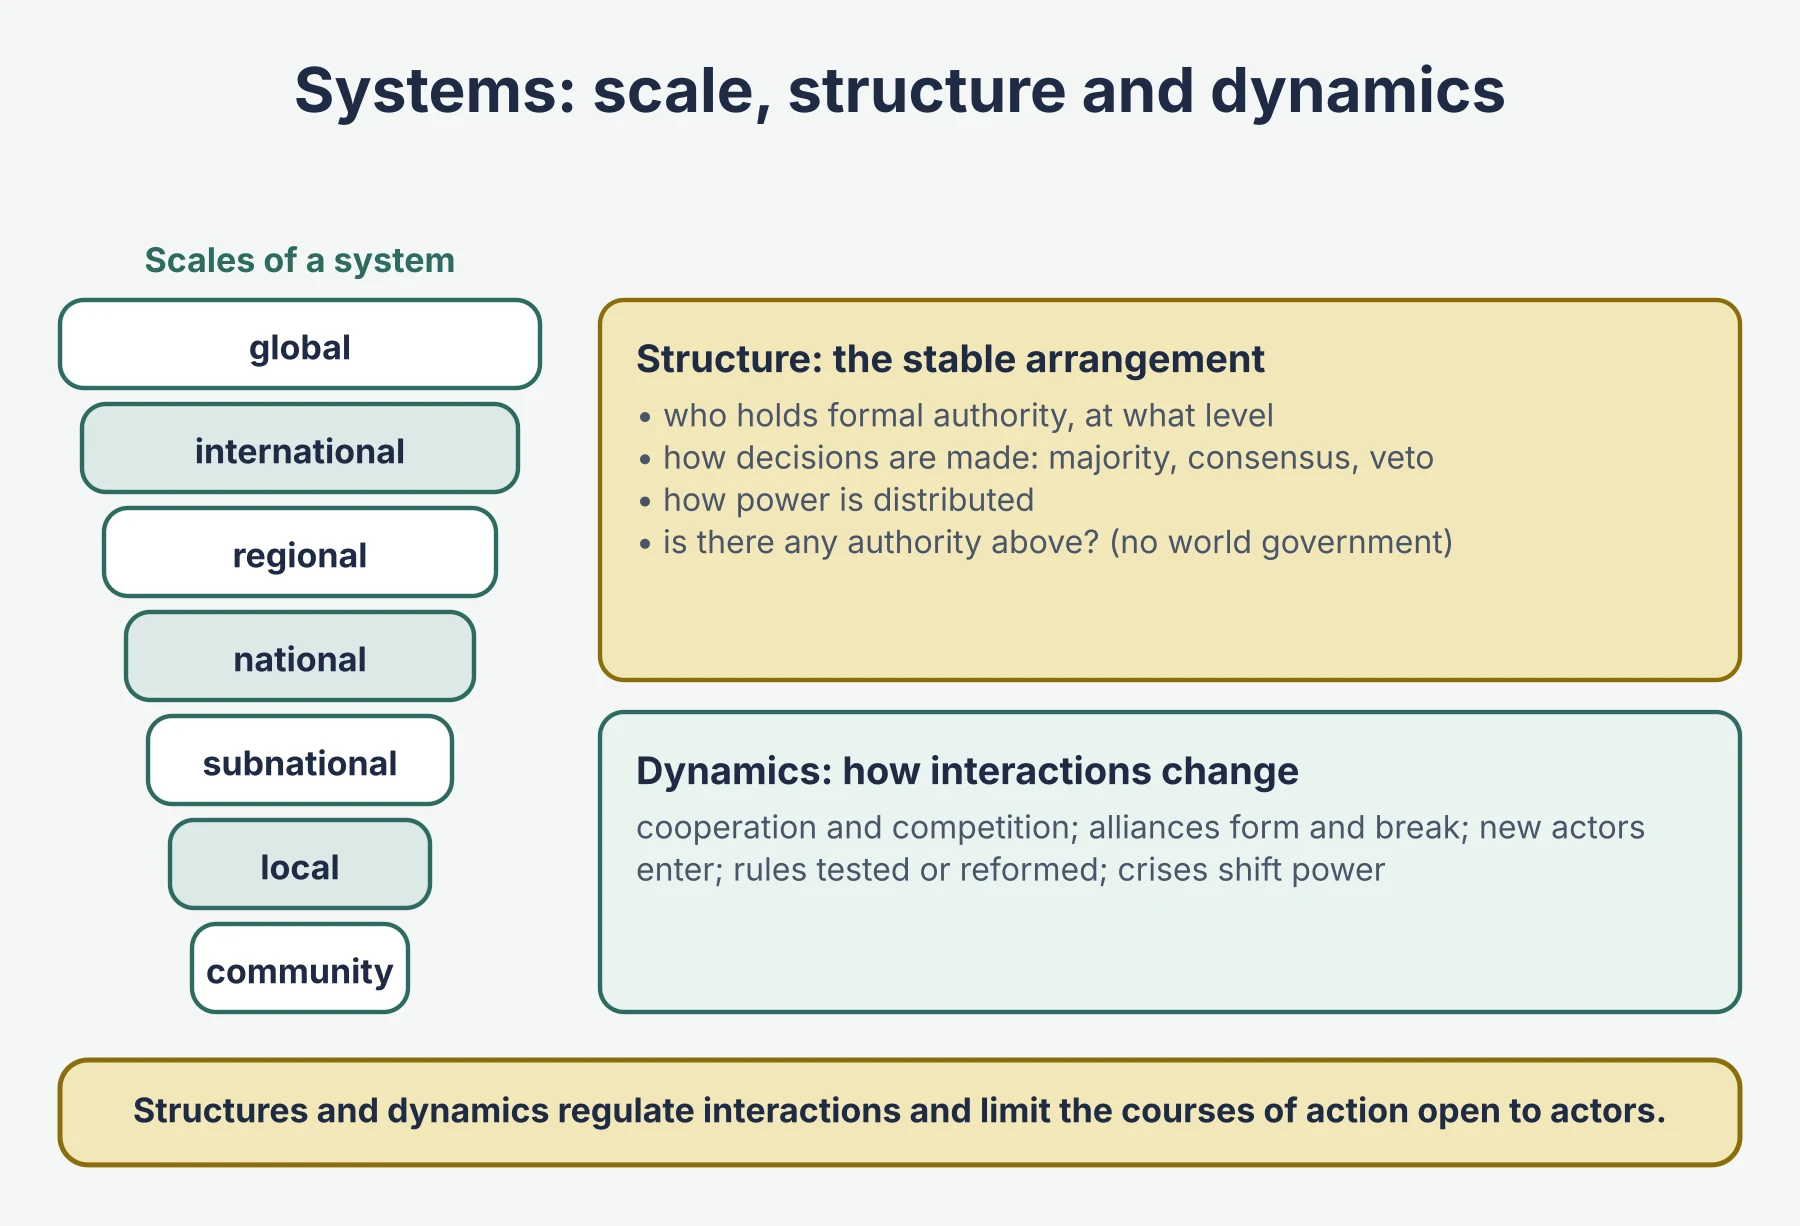 Systems: scale, structure and dynamics
Scales of a system
global
international
regional
national
subnational
local
community
Structure: the stable arrangement
• who holds formal authority, at what level
• how decisions are made: majority, consensus, veto
• how power is distributed
• is there any authority above? (no world government)
Dynamics: how interactions change
cooperation and competition; alliances form and break; new actors
enter; rules tested or reformed; crises shift power
Structures and dynamics regulate interactions and limit the courses of action open to actors.